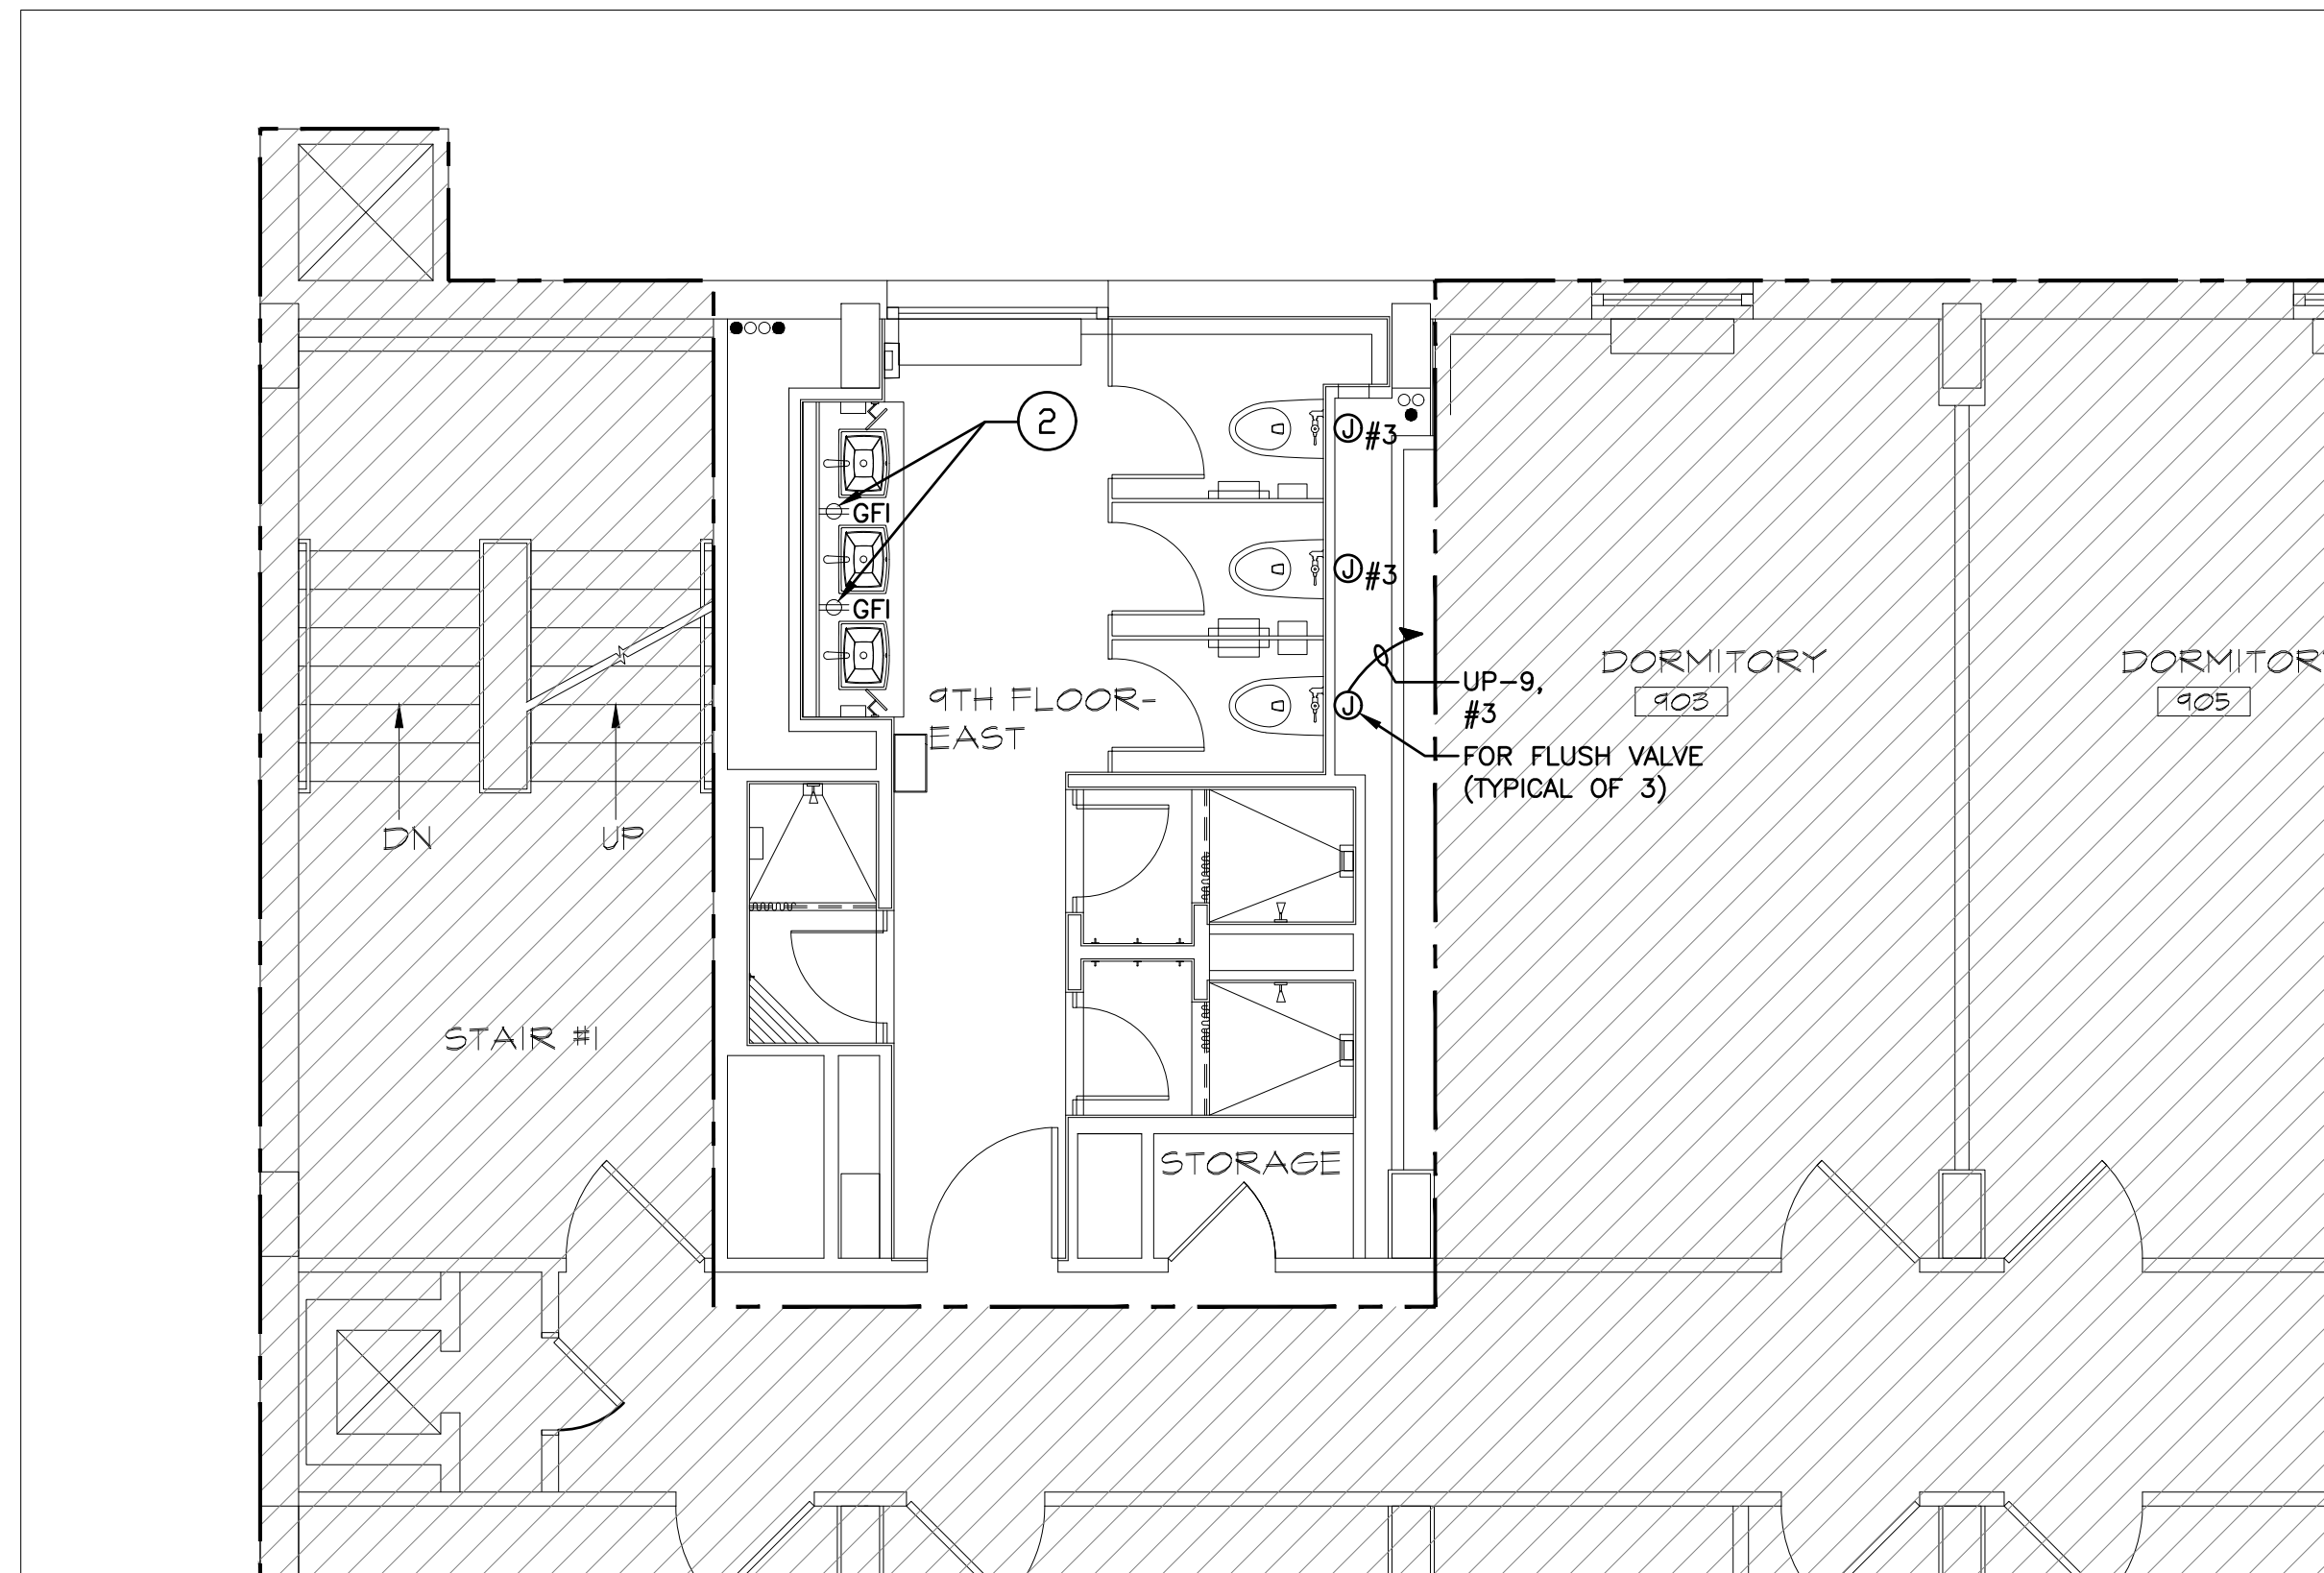 2
J #3
GFI
J #3
GFI
DORMITORY
903
DORMITOR
905
9TH FLOOR-
EAST
UP-9,
#3
J
FOR FLUSH VALVE
(TYPICAL OF 3)
DN
UP
STAIR #1
STORAGE